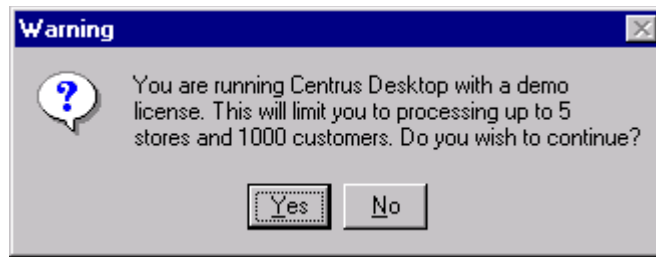 Warning
You are running Centrus Desktop with a demo
license. This will limit you to processing up to 5
stores and 1000 customers. Do you wish to continue?
Yes
No